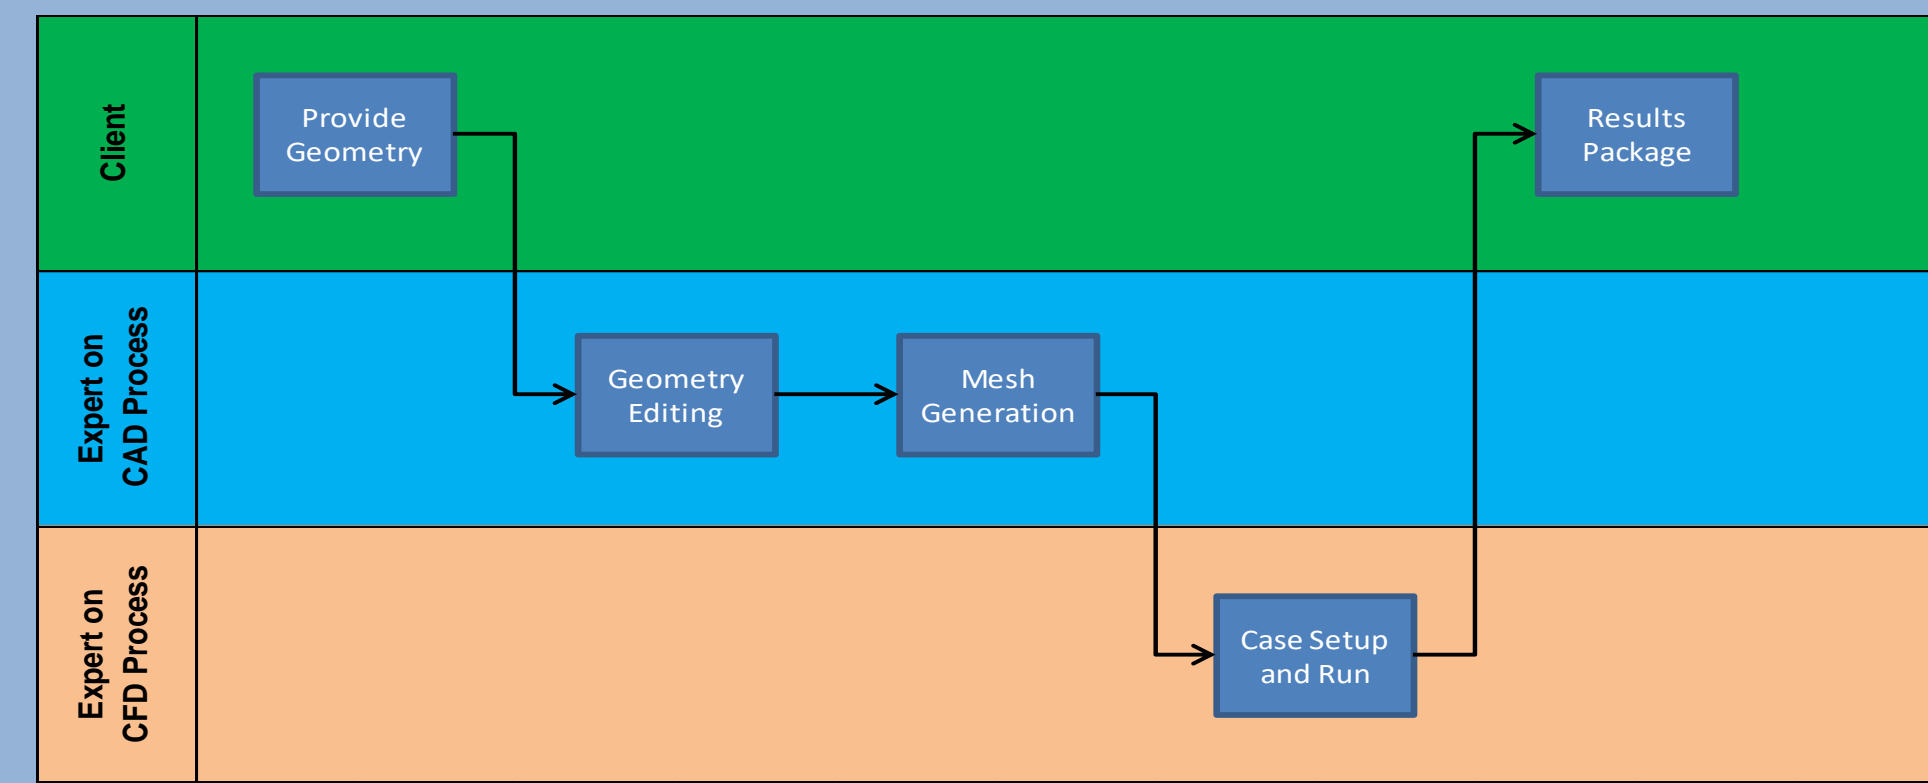 Client
Provide
Geometry
Results
Package
Expert on
CAD Process
Geometry
Editing
Mesh
Generation
Expert on
CFD Process
Case Setup
and Run